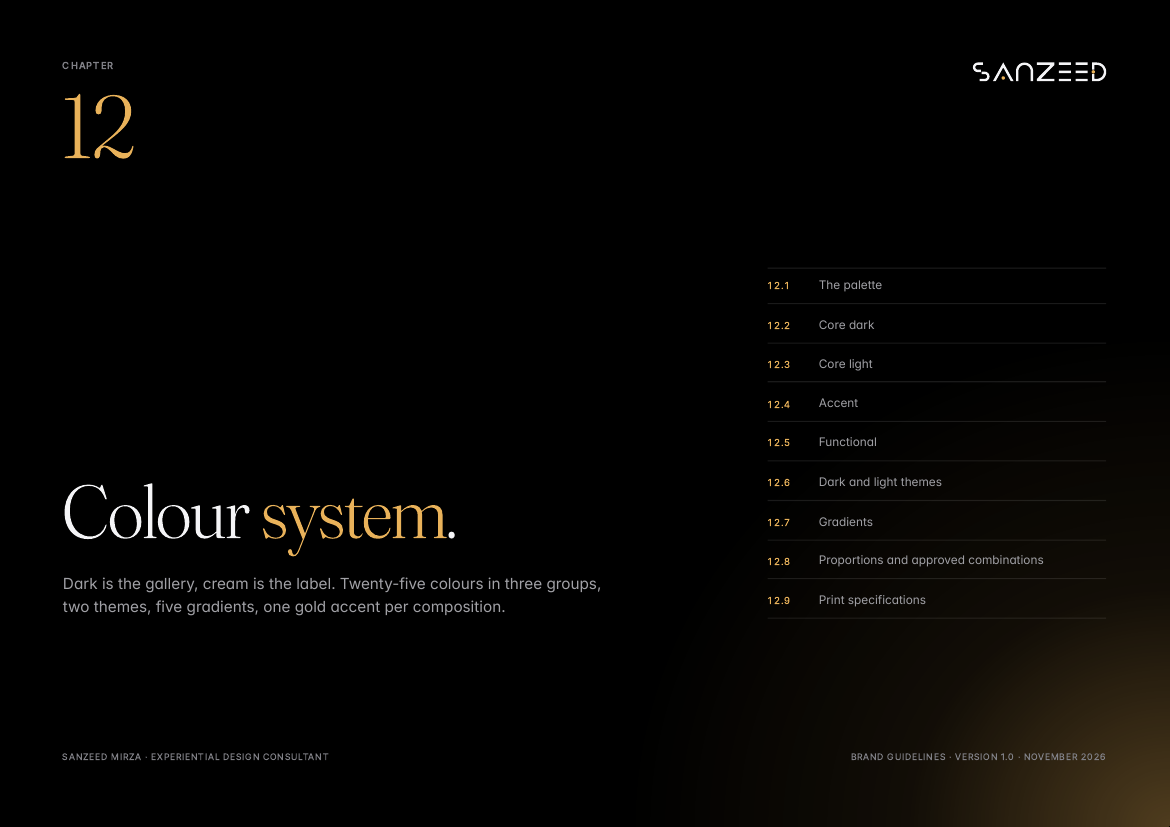 CHAPTER
SANZEED
12
12.1 The palette
12.2 Core dark
12.3 Core light
12.4 Accent
12.5 Functional
12.6 Dark and light themes
12.7 Gradients
12.8 Proportions and approved combinations
12.9 Print specifications
Colour system.
Dark is the gallery, cream is the label. Twenty-five colours in three groups,
two themes, five gradients, one gold accent per composition.
SANZEED MIRZA · EXPERIENTIAL DESIGN CONSULTANT
BRAND GUIDELINES · VERSION 1.0 · NOVEMBER 2026